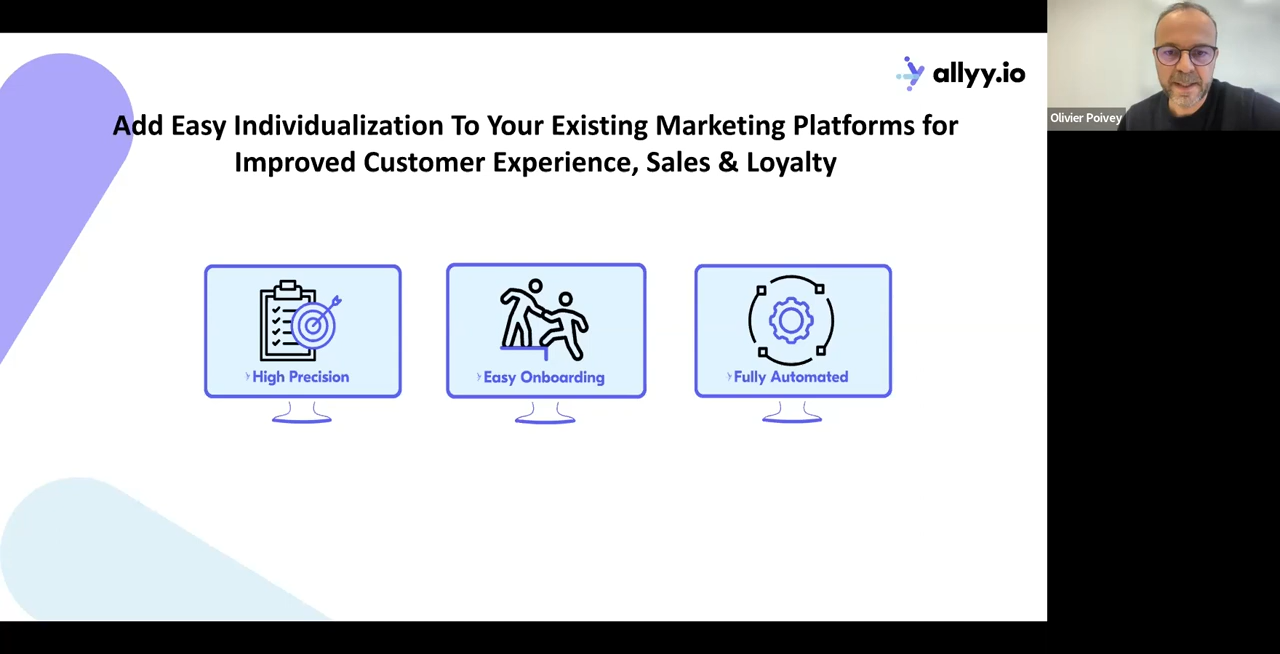 allyy.io
Olivier Poivey
Add Easy Individualization To Your Existing Marketing Platforms for
Improved Customer Experience, Sales & Loyalty
High Precision
Easy Onboarding
Fully Automated